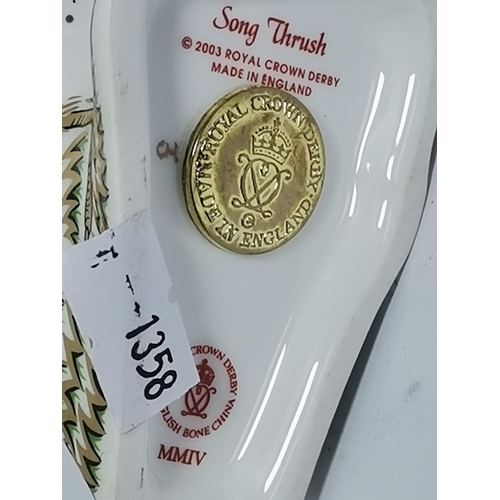 Song Thrush
© 2003 ROYAL CROWN DERBY
MADE IN ENGLAND
ROYAL CROWN DERBY
MADE IN ENGLAND
1358
CROWN DERBY
LISH BONE CHINA
MMIV